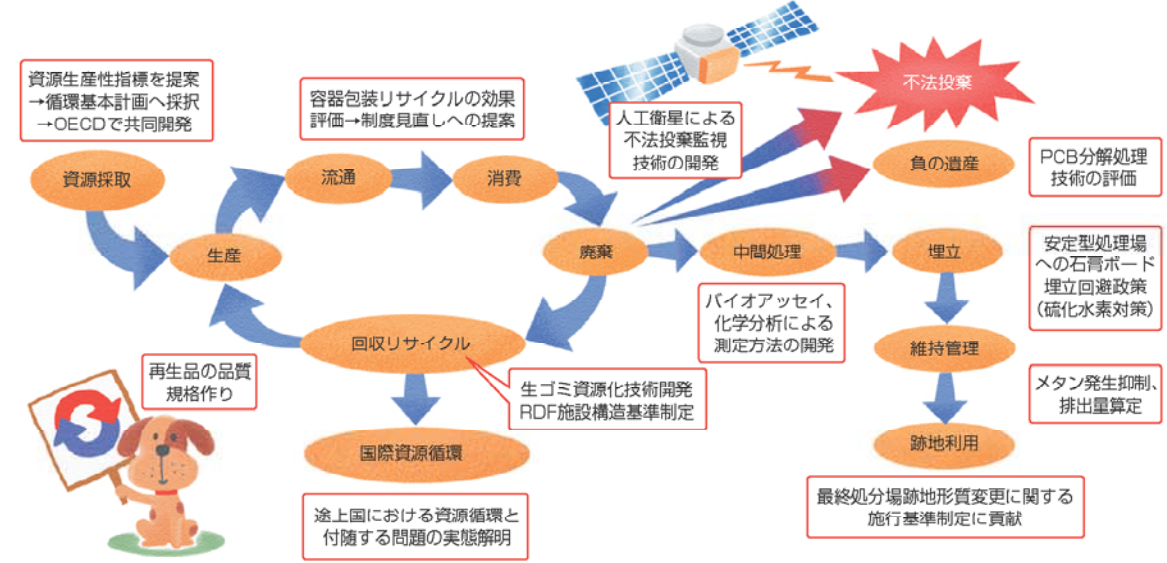 資源生産性指標を提案
→循環基本計画へ採択
→OECDで共同開発
資源採取
容器包装リサイクルの効果
評価→制度見直しへの提案
流通
消費
生産
人工衛星による
不法投棄監視
技術の開発
不法投棄
負の遺産
PCB分解処理
技術の評価
廃棄
中間処理
埋立
安定型処理場
への石膏ボード
埋立回避政策
（硫化水素対策）
バイオアッセイ、
化学分析による
測定方法の開発
回収リサイクル
維持管理
再生品の品質
規格作り
生ゴミ資源化技術開発
RDF施設構造基準制定
メタン発生抑制、
排出量算定
国際資源循環
跡地利用
途上国における資源循環と
付随する問題の実態解明
最終処分場跡地形質変更に関する
施行基準制定に貢献